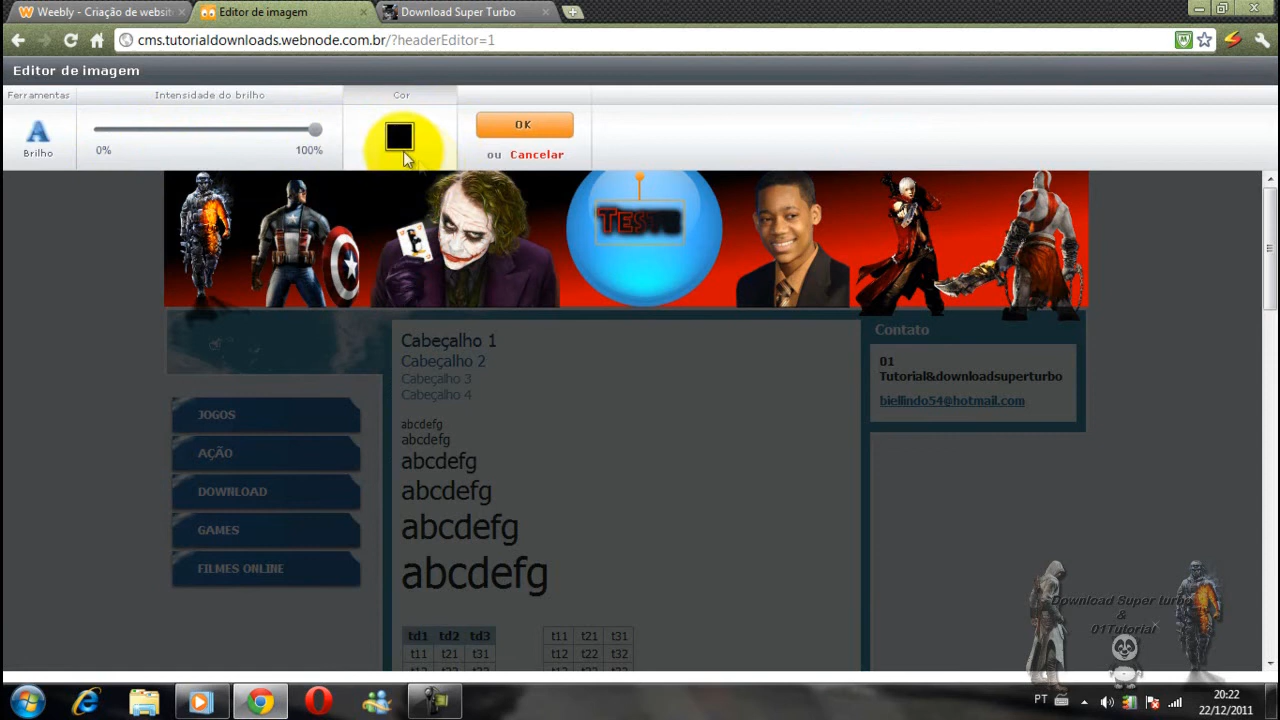 Weebly - Criação de websit
Editor de imagem
Download Super Turbo
cms.tutorialdownloads.webnode.com.br/?headerEditor=1
Editor de imagem
Ferramentas
Intensidade do brilho
Cor
A
Brilho
0%
100%
OK
ou Cancelar
Teste
Cabeçalho 1
Cabeçalho 2
Cabeçalho 3
Cabeçalho 4
abcdefg
abcdefg
abcdefg
abcdefg
abcdefg
abcdefg
td1 td2 td3
t11 t21 t31
t12 t22 t32
t11 t21 t31
t12 t22 t32
JOGOS
AÇÃO
DOWNLOAD
GAMES
FILMES ONLINE
Contato
01
Tutorial&downloadsuperturbo
biellindo54@hotmail.com
Download Super turbo
&
01Tutorial
PT
20:22
22/12/2011